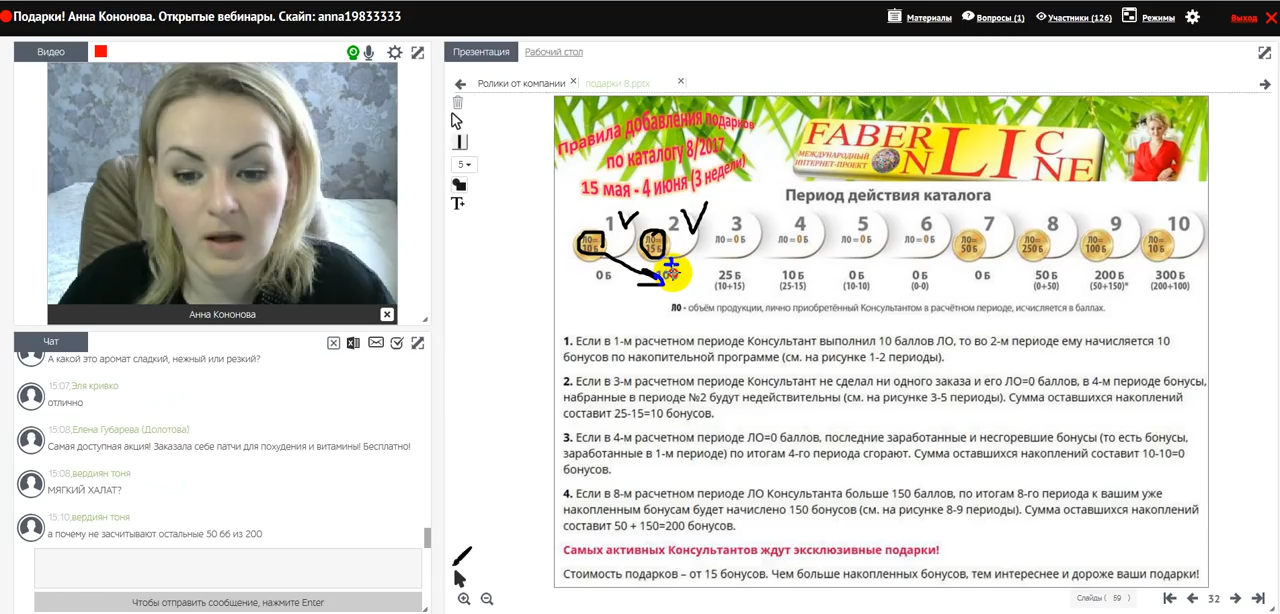 Подарки! Анна Кононова. Открытые вебинары. Скайп: anna19833333
Материалы
Вопросы (1)
Участники (126)
Режимы
Выход
Видео
Анна Кононова
Чат
А какой это аромат сладкий, нежный или резкий?
15:07, Эля кривко
отлично
15:08, Елена Губарева (Долотова)
Самая доступная акция! Заказала себе патчи для похудения и витамины! Бесплатно!
15:08, вердиян тоня
МЯГКИЙ ХАЛАТ?
15:10, вердиян тоня
а почему не засчитывают остальные 50 бб из 200
Чтобы отправить сообщение, нажмите Enter
Презентация
Рабочий стол
Ролики от компании
подарки 8.pptx
5
Правила добавления подарков
по каталогу 8/2017
15 мая - 4 июня (3 недели)
FABERLIC
ONLINE
МЕЖДУНАРОДНЫЙ
ИНТЕРНЕТ-ПРОЕКТ
Период действия каталога
1 2 3 4 5 6 7 8 9 10
ЛО= 10 Б ЛО= 15 Б ЛО = 0 Б ЛО = 0 Б ЛО = 0 Б ЛО = 0 Б ЛО= 50 Б ЛО= 250 Б ЛО= 100 Б ЛО= 10 Б
0 Б 25 Б 10 Б 0 Б 0 Б 0 Б 50 Б 200 Б 300 Б
(10+15) (25-15) (10-10) (0-0) (0+50) (50+150)* (200+100)
ЛО - объём продукции, лично приобретённый Консультантом в расчётном периоде, исчисляется в баллах.
1. Если в 1-м расчетном периоде Консультант выполнил 10 баллов ЛО, то во 2-м периоде ему начисляется 10
бонусов по накопительной программе (см. на рисунке 1-2 периоды).
2. Если в 3-м расчетном периоде Консультант не сделал ни одного заказа и его ЛО=0 баллов, в 4-м периоде бонусы,
набранные в периоде №2 будут недействительны (см. на рисунке 3-5 периоды). Сумма оставшихся накоплений
составит 25-15=10 бонусов.
3. Если в 4-м расчетном периоде ЛО=0 баллов, последние заработанные и несгоревшие бонусы (то есть бонусы,
заработанные в 1-м периоде) по итогам 4-го периода сгорают. Сумма оставшихся накоплений составит 10-10=0
бонусов.
4. Если в 8-м расчетном периоде ЛО Консультанта больше 150 баллов, по итогам 8-го периода к вашим уже
накопленным бонусам будет начислено 150 бонусов (см. на рисунке 8-9 периоды). Сумма оставшихся накоплений
составит 50 + 150=200 бонусов.
Самых активных Консультантов ждут эксклюзивные подарки!
Стоимость подарков – от 15 бонусов. Чем больше накопленных бонусов, тем интереснее и дороже ваши подарки!
Слайды ( 59 )
32